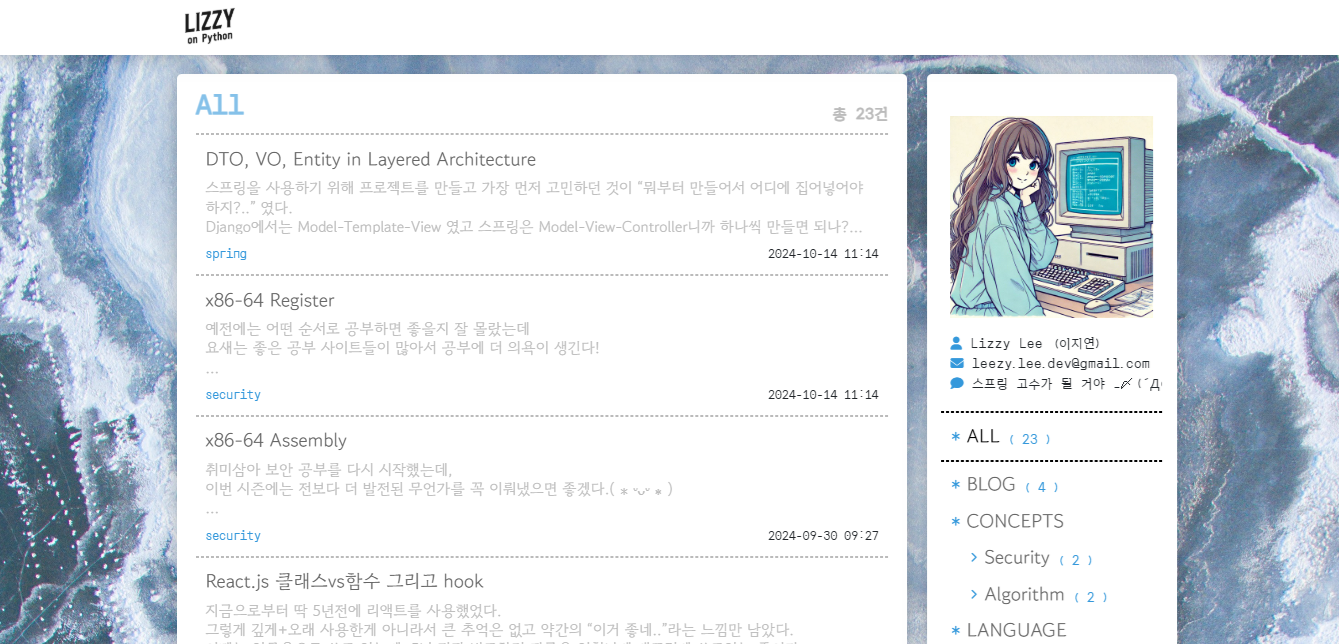 LIZZY
on Python
All
총 23건
DTO, VO, Entity in Layered Architecture
스프링을 사용하기 위해 프로젝트를 만들고 가장 먼저 고민하던 것이 “뭐부터 만들어서 어디에 집어넣어야
하지?..” 였다.
Django에서는 Model-Template-View 였고 스프링은 Model-View-Controller니까 하나씩 만들면 되나?...
spring
2024-10-14 11:14
x86-64 Register
예전에는 어떤 순서로 공부하면 좋을지 잘 몰랐는데
요새는 좋은 공부 사이트들이 많아서 공부에 더 의욕이 생긴다!
...
security
2024-10-14 11:14
x86-64 Assembly
취미삼아 보안 공부를 다시 시작했는데,
이번 시즌에는 전보다 더 발전된 무언가를 꼭 이뤄냈으면 좋겠다.( ⁎ ᵕᴗᵕ ⁎ )
...
security
2024-09-30 09:27
React.js 클래스vs함수 그리고 hook
지금으로부터 딱 5년전에 리액트를 사용했었다.
그렇게 깊게+오래 사용한게 아니라서 큰 추억은 없고 약간의 “이거 좋네..”라는 느낌만 남았다.
Lizzy Lee (이지연)
leezy.lee.dev@gmail.com
스프링 고수가 될 거야 _〆(´Д
* ALL ( 23 )
* BLOG ( 4 )
* CONCEPTS
> Security ( 2 )
> Algorithm ( 2 )
* LANGUAGE